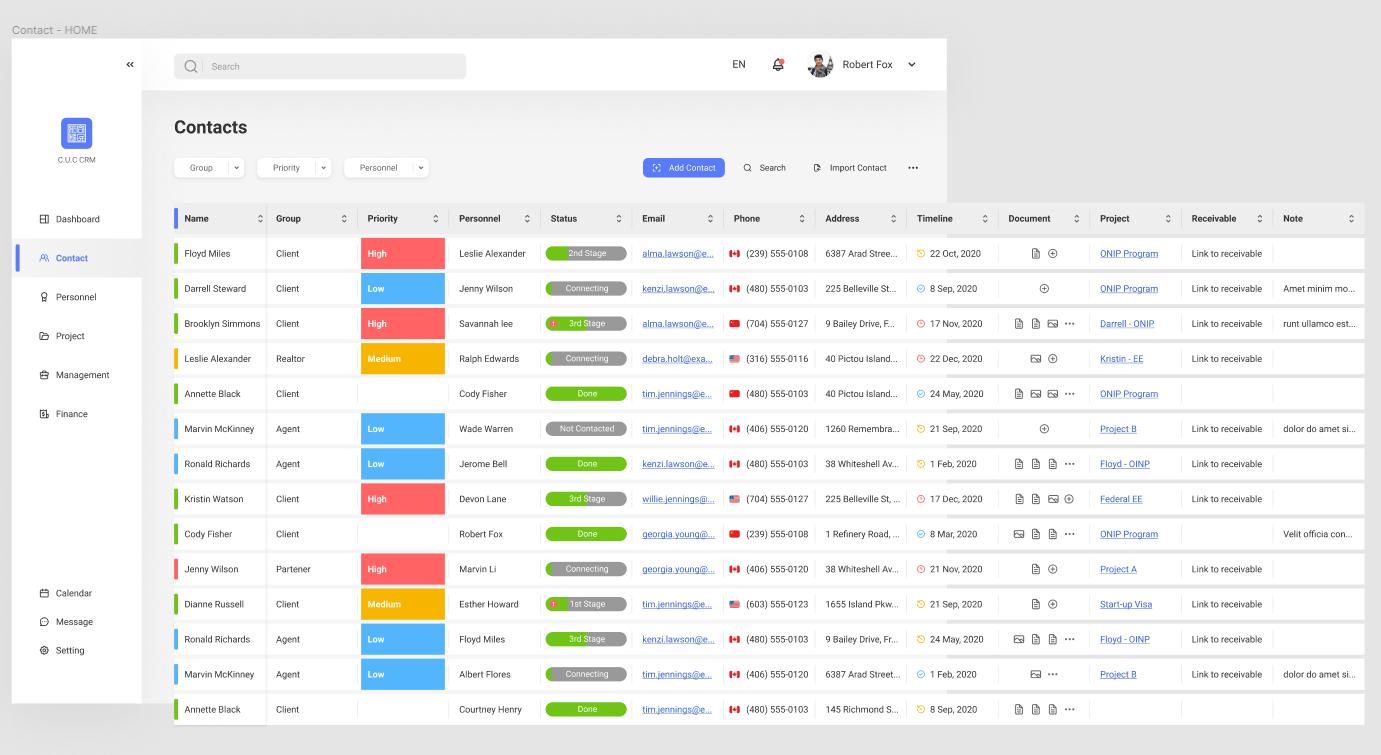 Contact - HOME
Search
EN
Robert Fox
C.U.C CRM
Dashboard
Contact
Personnel
Project
Management
Finance
Calendar
Message
Setting
Contacts
Group Priority Personnel Add Contact Search Import Contact
Name Group Priority Personnel Status Email Phone Address Timeline Document Project Receivable Note
Floyd Miles Client High Leslie Alexander 2nd Stage alma.lawson@e... (239) 555-0108 6387 Arad Stree... 22 Oct, 2020 ONIP Program Link to receivable
Darrell Steward Client Low Jenny Wilson Connecting kenzi.lawson@e... (480) 555-0103 225 Belleville St... 8 Sep, 2020 ONIP Program Link to receivable Amet minim mo...
Brooklyn Simmons Client High Savannah lee 3rd Stage alma.lawson@e... (704) 555-0127 9 Bailey Drive, F... 17 Nov, 2020 Darrell - ONIP Link to receivable runt ullamco est...
Leslie Alexander Realtor Medium Ralph Edwards Connecting debra.holt@exa... (316) 555-0116 40 Pictou Island... 22 Dec, 2020 Kristin - EE Link to receivable
Annette Black Client Cody Fisher Done tim.jennings@e... (480) 555-0103 40 Pictou Island... 24 May, 2020 ONIP Program Link to receivable
Marvin McKinney Agent Low Wade Warren Not Contacted tim.jennings@e... (406) 555-0120 1260 Remembra... 21 Sep, 2020 Project B Link to receivable dolor do amet si...
Ronald Richards Agent Low Jerome Bell Done kenzi.lawson@e... (480) 555-0103 38 Whiteshell Av... 1 Feb, 2020 Floyd - OINP Link to receivable
Kristin Watson Client High Devon Lane 3rd Stage willie.jennings@... (704) 555-0127 225 Belleville St, ... 17 Dec, 2020 Federal EE Link to receivable
Cody Fisher Client Robert Fox Done georgia.young@... (239) 555-0108 1 Refinery Road, ... 8 Mar, 2020 ONIP Program Velit officia con...
Jenny Wilson Partener High Marvin Li Connecting georgia.young@... (406) 555-0120 38 Whiteshell Av... 21 Nov, 2020 Project A Link to receivable
Dianne Russell Client Medium Esther Howard 1st Stage tim.jennings@e... (603) 555-0123 1655 Island Pkw... 21 Sep, 2020 Start-up Visa Link to receivable
Ronald Richards Agent Low Floyd Miles 3rd Stage kenzi.lawson@e... (480) 555-0103 9 Bailey Drive, Fr... 24 May, 2020 Floyd - OINP Link to receivable
Marvin McKinney Agent Low Albert Flores Connecting tim.jennings@e... (406) 555-0120 6387 Arad Street... 1 Feb, 2020 Project B Link to receivable dolor do amet si...
Annette Black Client Courtney Henry Done tim.jennings@e... (480) 555-0103 145 Richmond S... 8 Sep, 2020